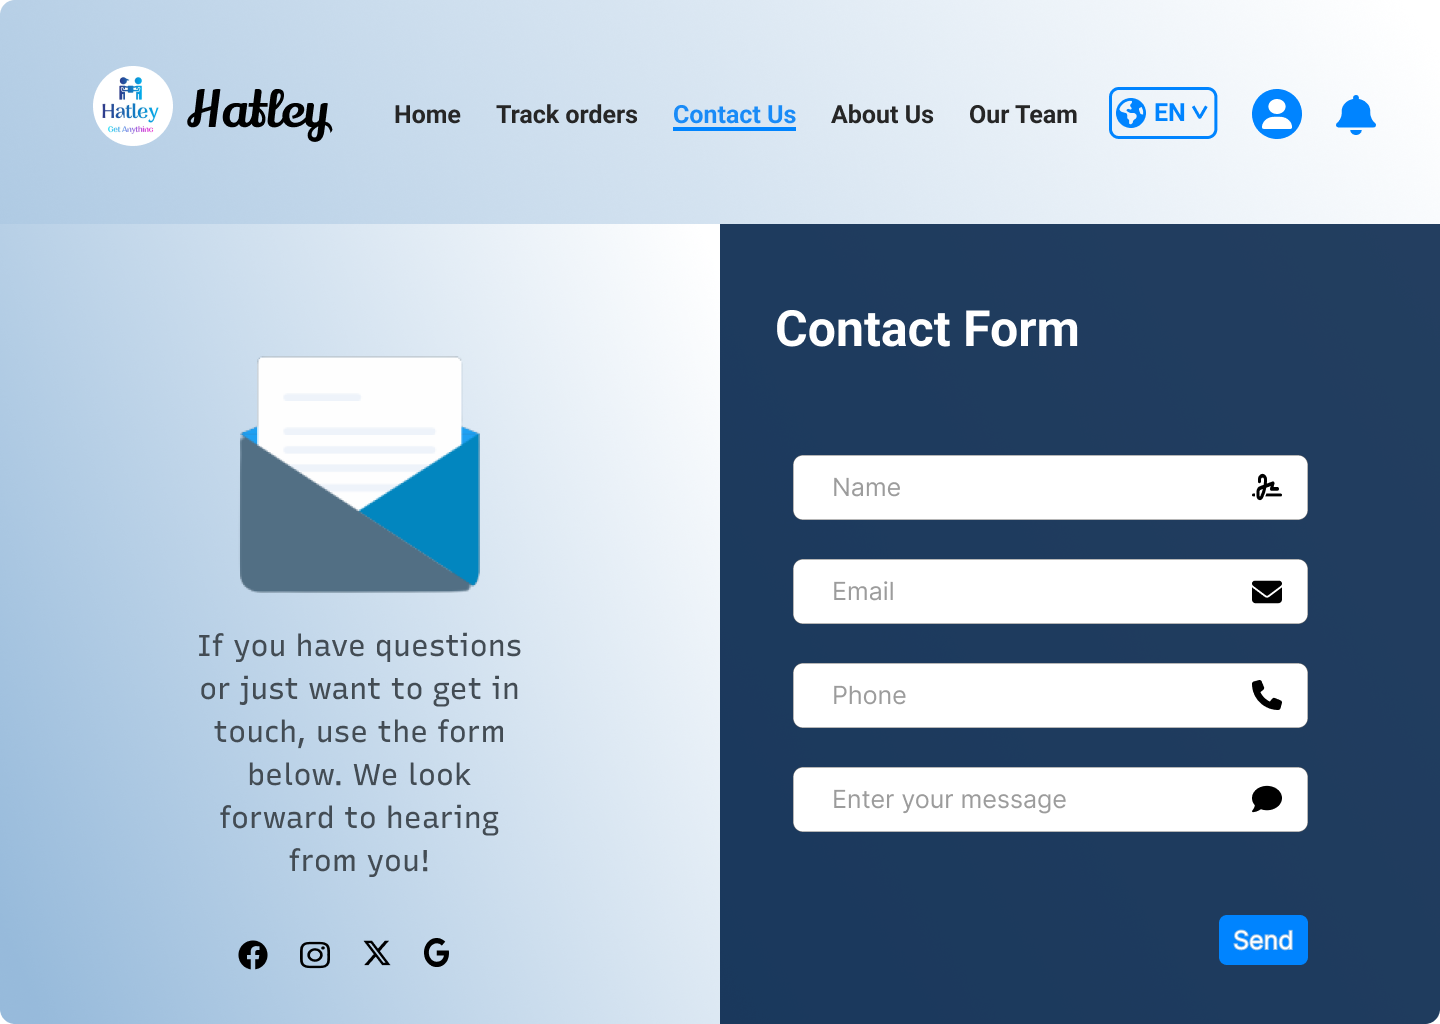 Hatley
Get Anything
Hatley
Home Track orders Contact Us About Us Our Team EN
If you have questions
or just want to get in
touch, use the form
below. We look
forward to hearing
from you!
Contact Form
Name
Email
Phone
Enter your message
Send